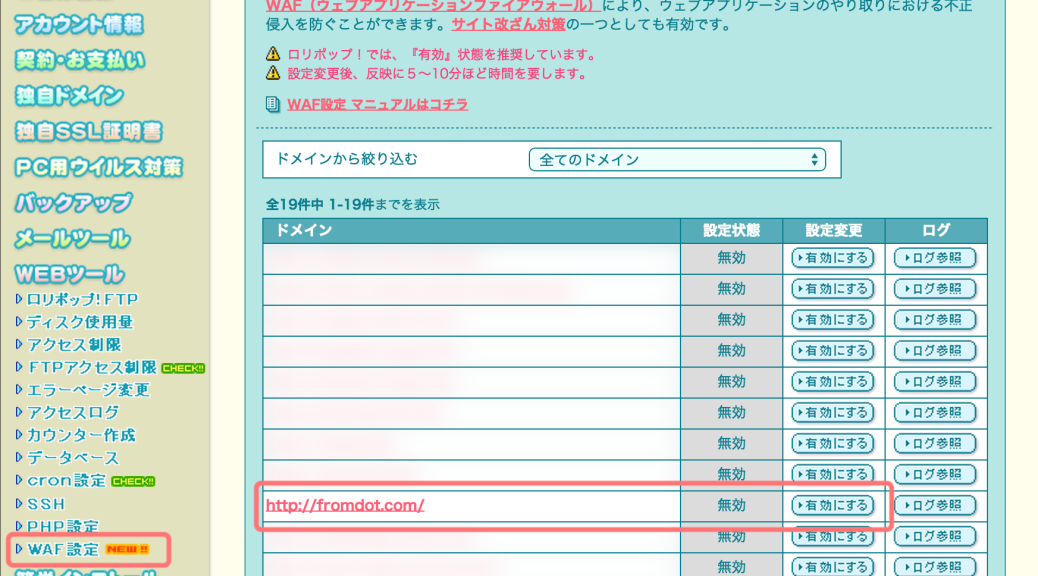 アカウント情報
契約・お支払い
独自ドメイン
独自SSL証明書
PC用ウイルス対策
バックアップ
メールツール
WEBツール
ロリポップ!FTP
ディスク使用量
アクセス制限
FTPアクセス制限 CHECK!!
エラーページ変更
アクセスログ
カウンター作成
データベース
cron設定 CHECK!!
SSH
PHP設定
WAF設定 NEW!!
WAF（ウェブアプリケーションファイアウォール）により、ウェブアプリケーションのやり取りにおける不正
侵入を防ぐことができます。サイト改ざん対策の一つとしても有効です。
ロリポップ！では、『有効』状態を推奨しています。
設定変更後、反映に５〜10分ほど時間を要します。
WAF設定 マニュアルはコチラ
ドメインから絞り込む 全てのドメイン
全19件中 1-19件までを表示
ドメイン 設定状態 設定変更 ログ
無効 有効にする ログ参照
無効 有効にする ログ参照
無効 有効にする ログ参照
無効 有効にする ログ参照
無効 有効にする ログ参照
無効 有効にする ログ参照
無効 有効にする ログ参照
無効 有効にする ログ参照
http://fromdot.com/ 無効 有効にする ログ参照
無効 有効にする ログ参照
無効 有効にする ログ参照